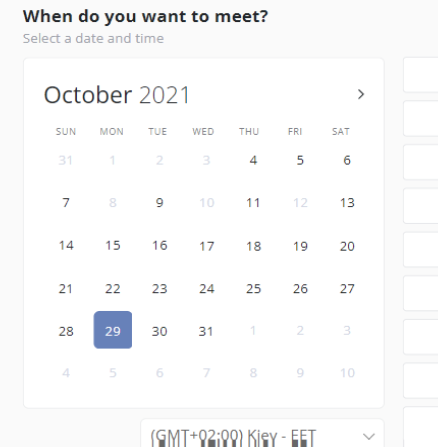 When do you want to meet?
Select a date and time
October 2021
SUN MON TUE WED THU FRI SAT
31 1 2 3 4 5 6
7 8 9 10 11 12 13
14 15 16 17 18 19 20
21 22 23 24 25 26 27
28 29 30 31 1 2 3
4 5 6 7 8 9 10
(GMT+02:00) Kiev - EET